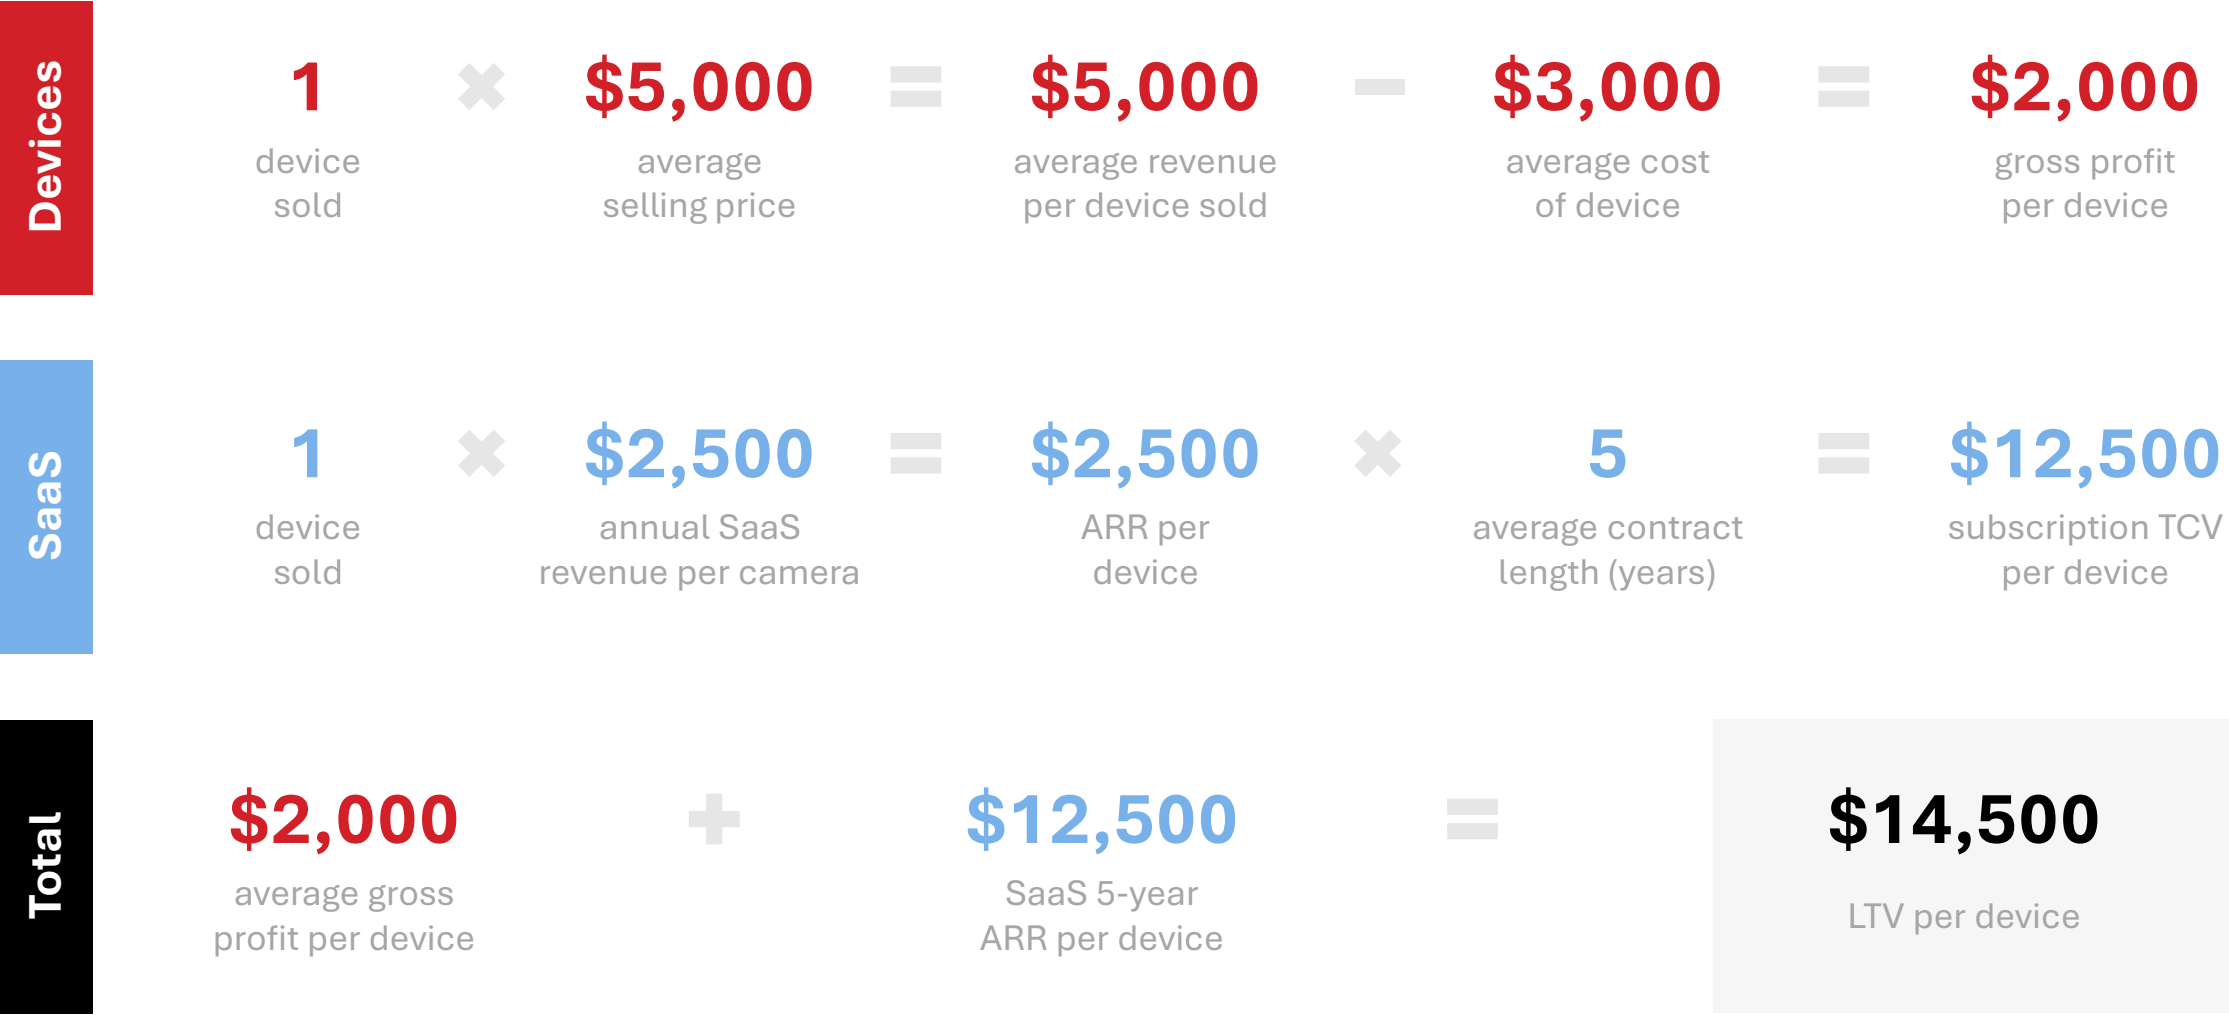 Devices
1 × $5,000 = $5,000 − $3,000 = $2,000
device average average revenue average cost gross profit
sold selling price per device sold of device per device
SaaS
1 × $2,500 = $2,500 × 5 = $12,500
device annual SaaS ARR per average contract subscription TCV
sold revenue per camera device length (years) per device
Total
$2,000 + $12,500 = $14,500
average gross SaaS 5-year LTV per device
profit per device ARR per device